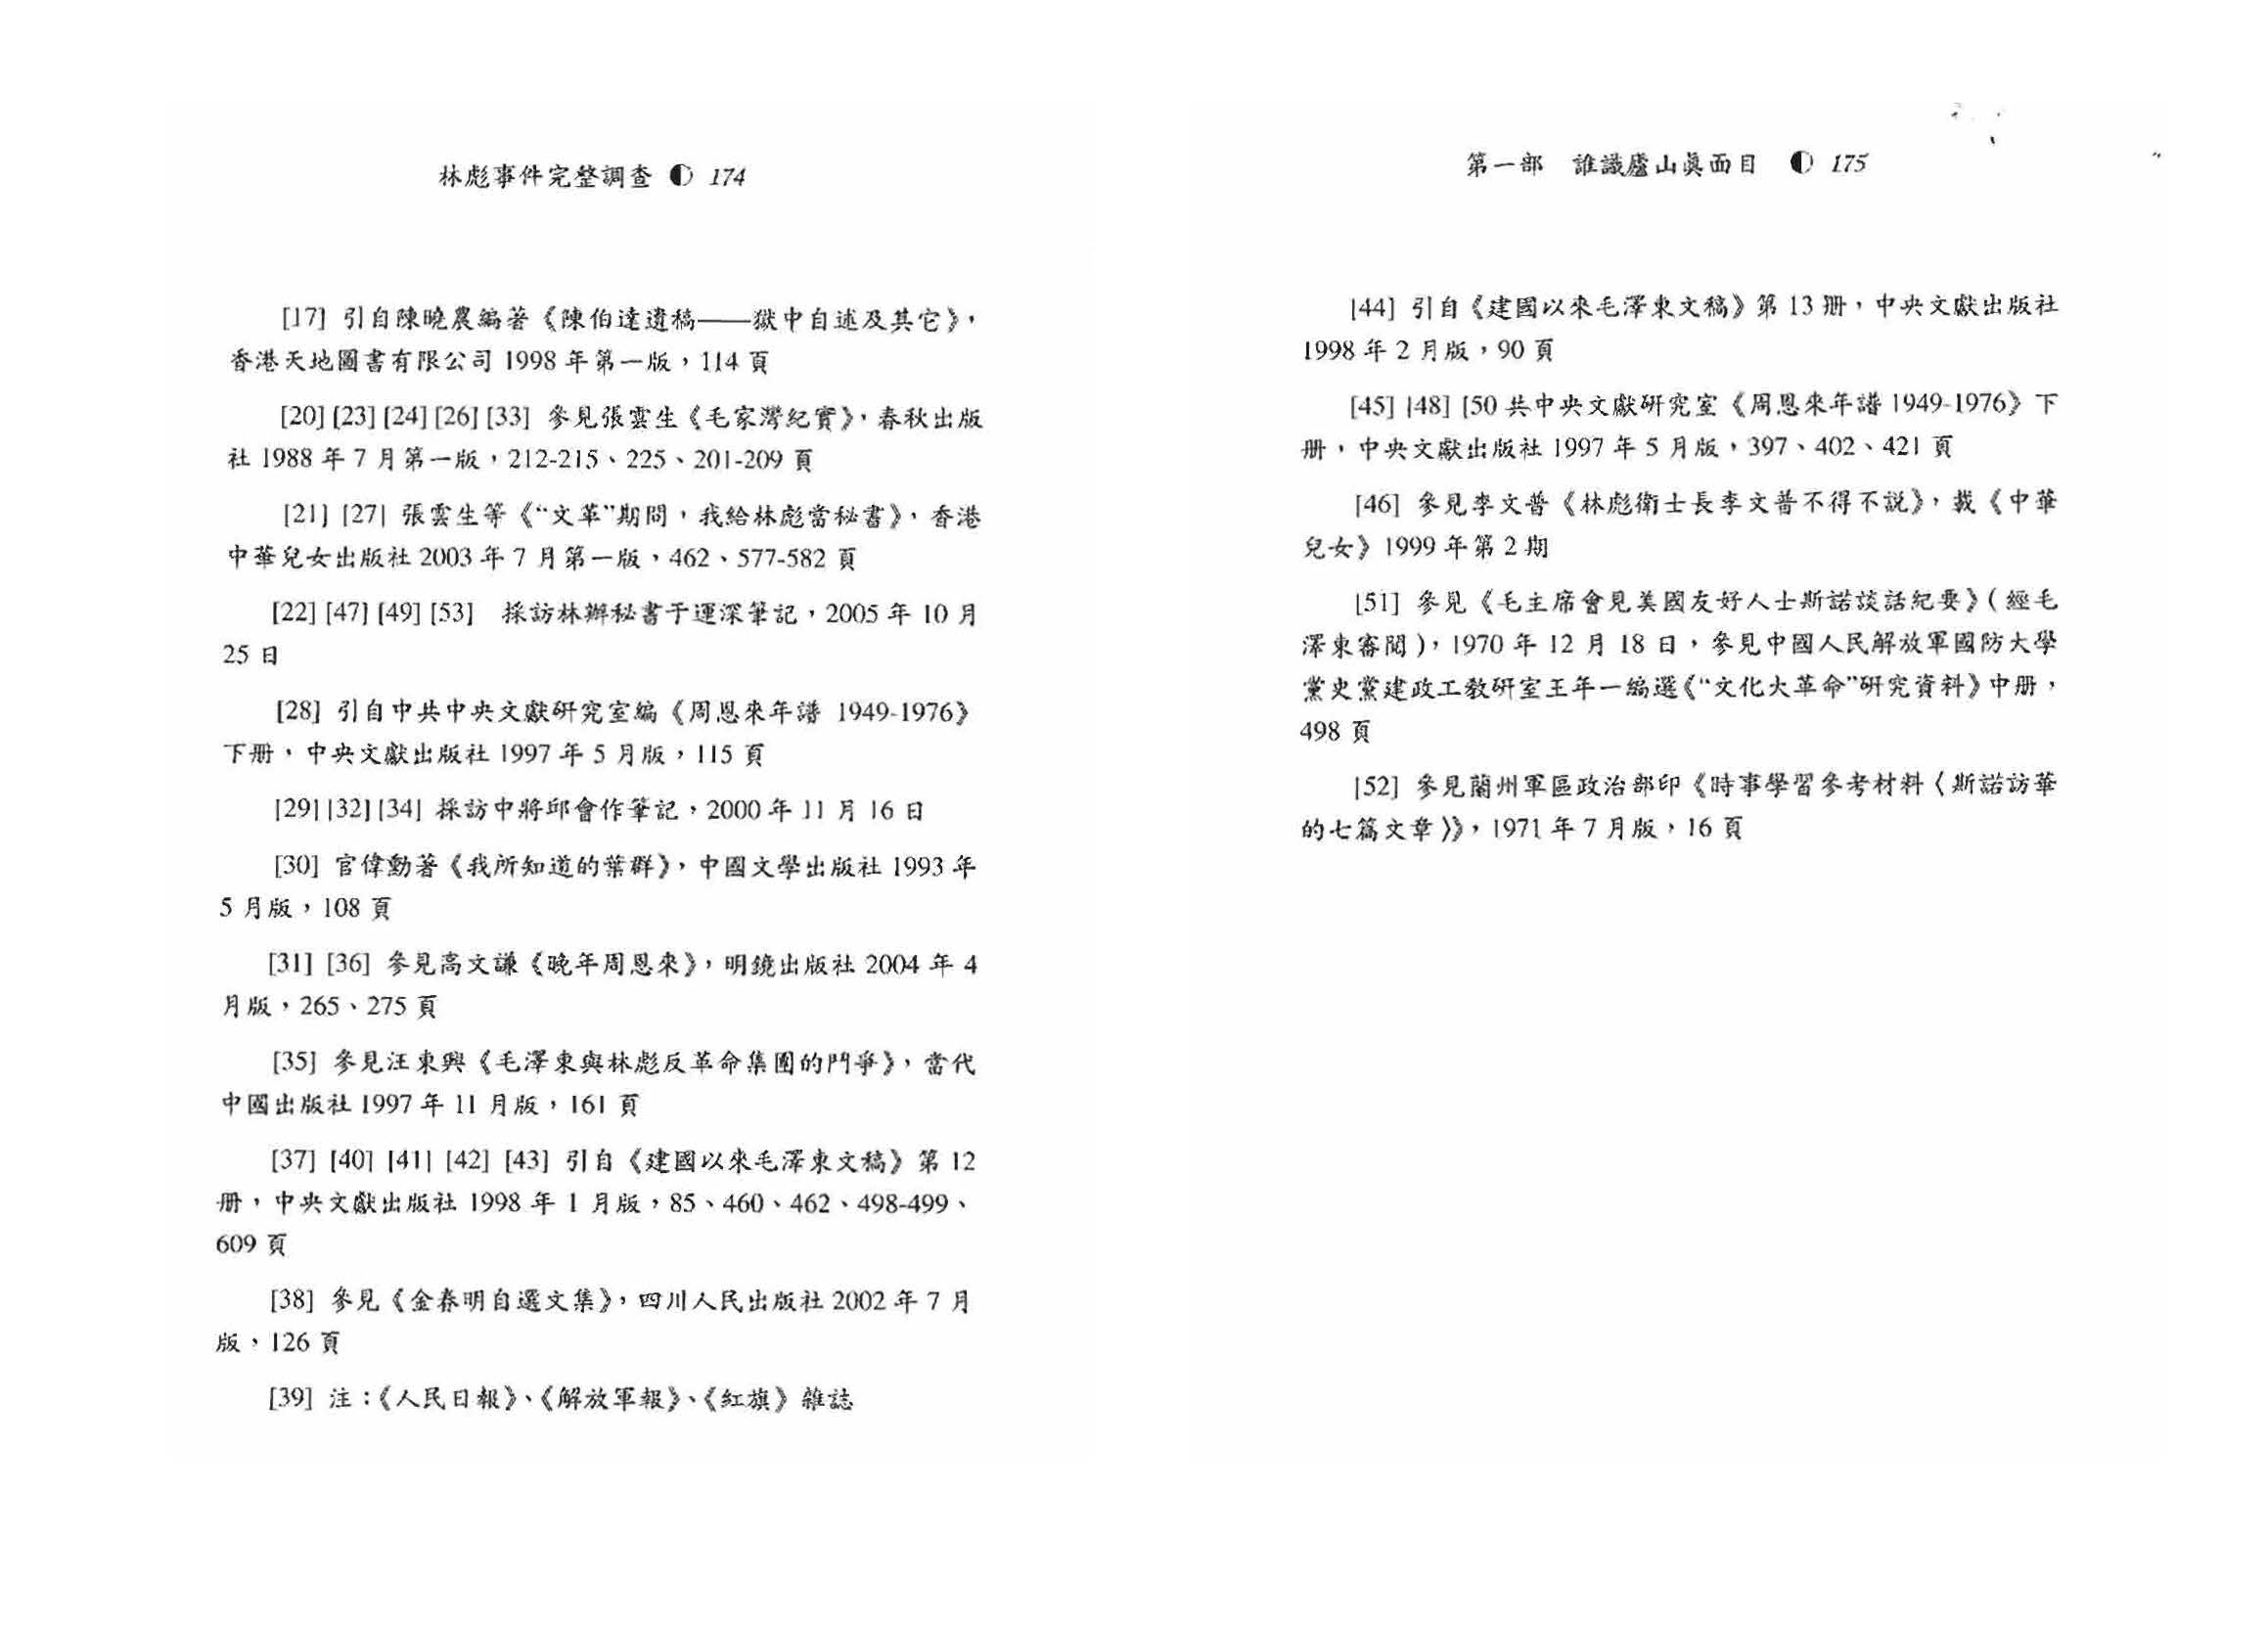 林彪事件完整調查 ◐ 174
[17] 引自陳曉農編著《陳伯達遺稿——獄中自述及其它》，
香港天地圖書有限公司 1998 年第一版，114 頁
[20] [23] [24] [26] [33] 參見張雲生《毛家灣紀實》，春秋出版
社 1988 年 7 月第一版，212-215、225、201-209 頁
[21] [27] 張雲生等《“文革”期間，我給林彪當秘書》，香港
中華兒女出版社 2003 年 7 月第一版，462、577-582 頁
[22] [47] [49] [53] 採訪林辦秘書于運深筆記，2005 年 10 月
25 日
[28] 引自中共中央文獻研究室編《周恩來年譜 1949-1976》
下册，中央文獻出版社 1997 年 5 月版，115 頁
[29] [32] [34] 採訪中將邱會作筆記，2000 年 11 月 16 日
[30] 官偉勳著《我所知道的葉群》，中國文學出版社 1993 年
5 月版，108 頁
[31] [36] 參見高文謙《晚年周恩來》，明鏡出版社 2004 年 4
月版，265、275 頁
[35] 參見汪東興《毛澤東與林彪反革命集團的鬥爭》，當代
中國出版社 1997 年 11 月版，161 頁
[37] [40] [41] [42] [43] 引自《建國以來毛澤東文稿》第 12
册，中央文獻出版社 1998 年 1 月版，85、460、462、498-499、
609 頁
[38] 參見《金春明自選文集》，四川人民出版社 2002 年 7 月
版，126 頁
[39] 注：《人民日報》、《解放軍報》、《紅旗》雜誌
第一部 誰識廬山眞面目 ◐ 175
[44] 引自《建國以來毛澤東文稿》第 13 册，中央文獻出版社
1998 年 2 月版，90 頁
[45] [48] [50 共中央文獻研究室《周恩來年譜 1949-1976》下
册，中央文獻出版社 1997 年 5 月版，397、402、421 頁
[46] 參見李文普《林彪衛士長李文普不得不說》，載《中華
兒女》1999 年第 2 期
[51] 參見《毛主席會見美國友好人士斯諾談話紀要》（經毛
澤東審閱），1970 年 12 月 18 日，參見中國人民解放軍國防大學
黨史黨建政工教研室王年一編選《“文化大革命”研究資料》中册，
498 頁
[52] 參見蘭州軍區政治部印《時事學習參考材料〈斯諾訪華
的七篇文章〉》，1971 年 7 月版，16 頁